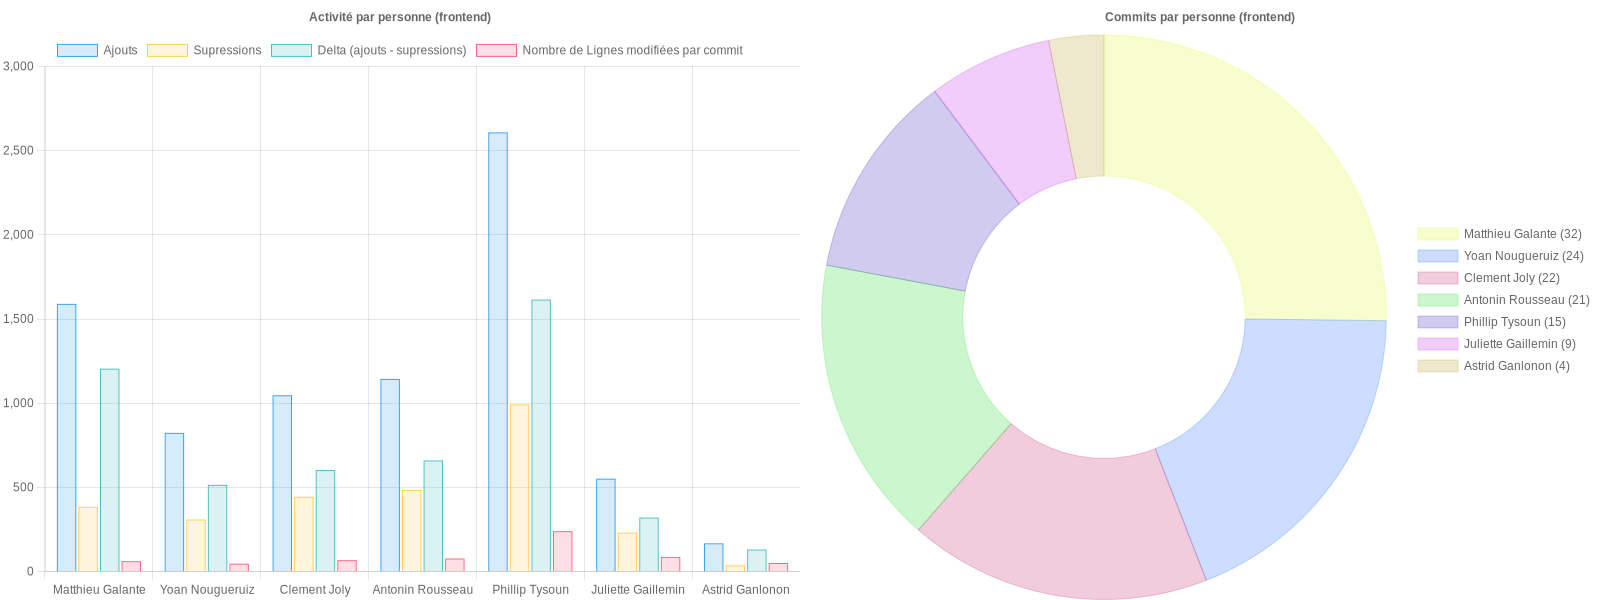 Activité par personne (frontend)
Ajouts
Supressions
Delta (ajouts - supressions)
Nombre de Lignes modifiées par commit
3,000
2,500
2,000
1,500
1,000
500
0
Matthieu Galante
Yoan Nougueruiz
Clement Joly
Antonin Rousseau
Phillip Tysoun
Juliette Gaillemin
Astrid Ganlonon
Commits par personne (frontend)
Matthieu Galante (32)
Yoan Nougueruiz (24)
Clement Joly (22)
Antonin Rousseau (21)
Phillip Tysoun (15)
Juliette Gaillemin (9)
Astrid Ganlonon (4)